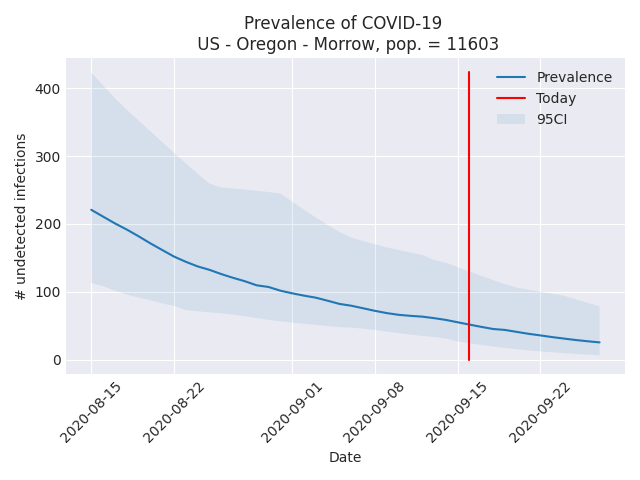 Prevalence of COVID-19
US - Oregon - Morrow, pop. = 11603
Prevalence
Today
95CI
# undetected infections
400
300
200
100
0
2020-08-15
2020-08-22
2020-09-01
2020-09-08
2020-09-15
2020-09-22
Date